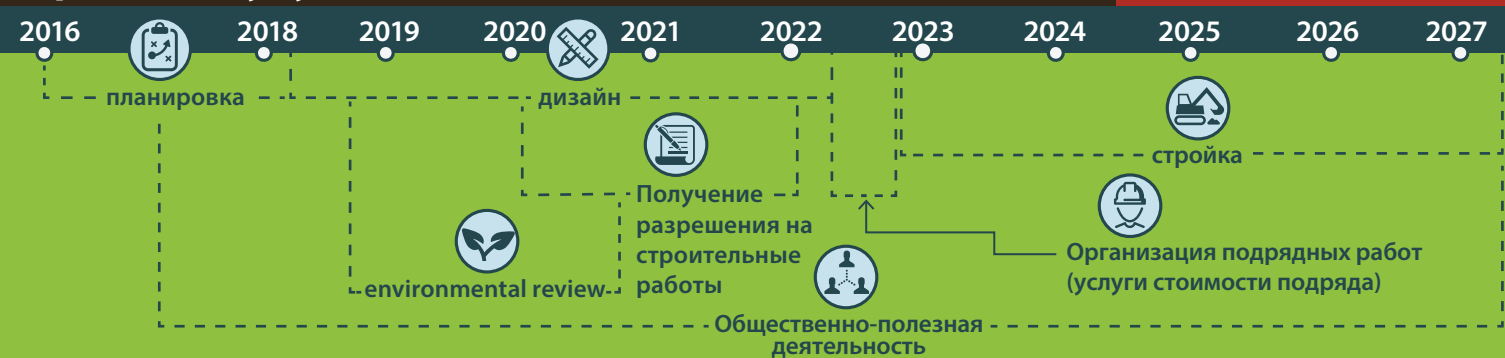 2016 2018 2019 2020 2021 2022 2023 2024 2025 2026 2027
планировка
дизайн
стройка
Получение
разрешения на
строительные
работы
environmental review
Организация подрядных работ
(услуги стоимости подряда)
Общественно-полезная
деятельность